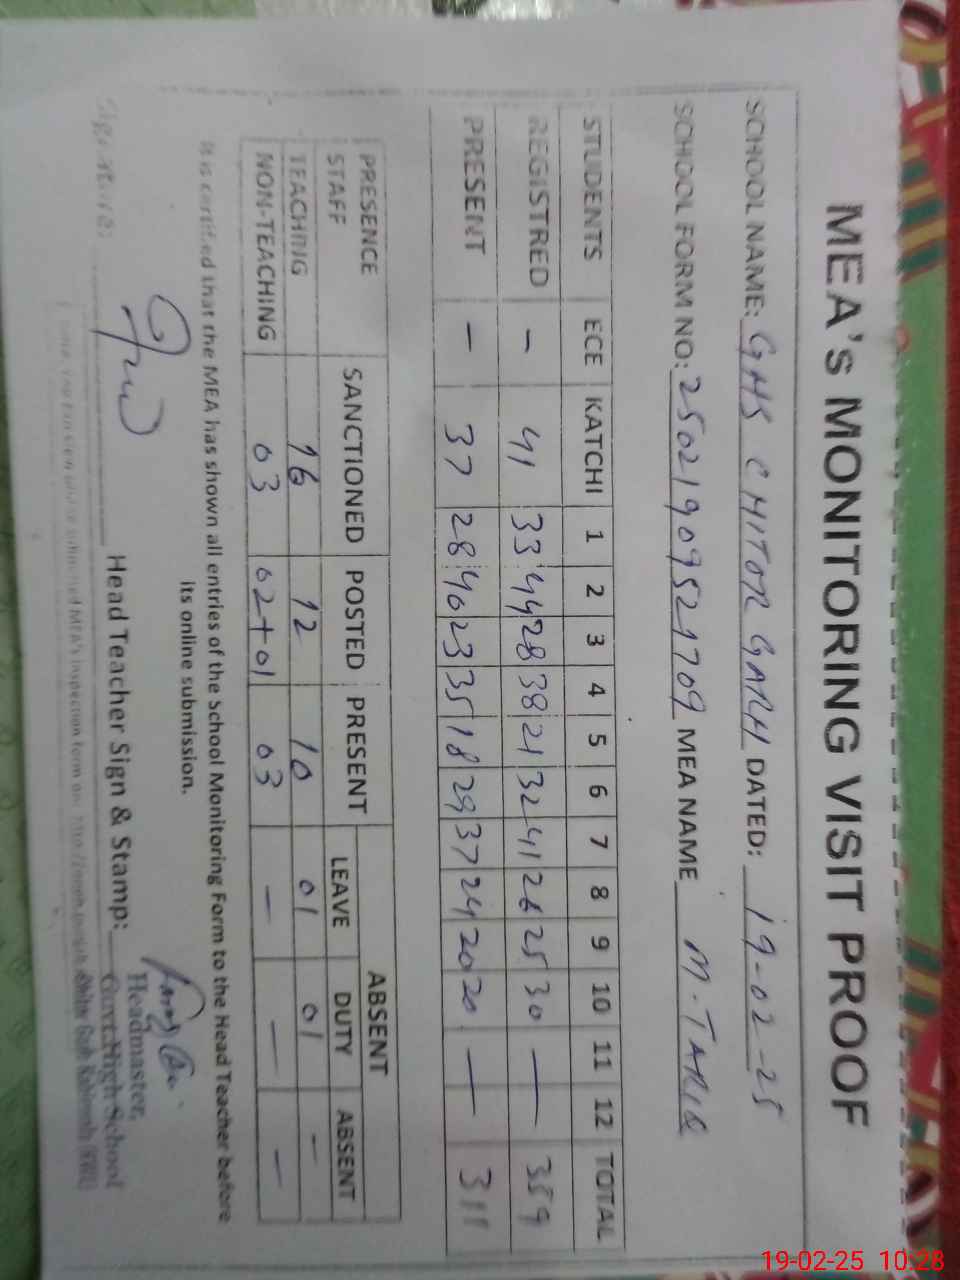 MEA's MONITORING VISIT PROOF
SCHOOL NAME: GHS CHITOR GARH DATED: 19-02-25
SCHOOL FORM NO: 25021909521709 MEA NAME M. TARIQ
STUDENTS ECE KATCHI 1 2 3 4 5 6 7 8 9 10 11 12 TOTAL
REGISTRED — 41 33 44 28 38 21 32 41 26 25 30 — 359
PRESENT — 37 28 40 23 35 18 29 37 24 20 20 — 311
PRESENCE STAFF SANCTIONED POSTED PRESENT ABSENT
LEAVE DUTY ABSENT
TEACHING 16 12 10 01 01 —
NON-TEACHING 03 02+01 03 — — —
It is certified that the MEA has shown all entries of the School Monitoring Form to the Head Teacher before
its online submission.
Signature: Head Teacher Sign & Stamp:
Headmaster,
Govt. High School
19-02-25 10:28